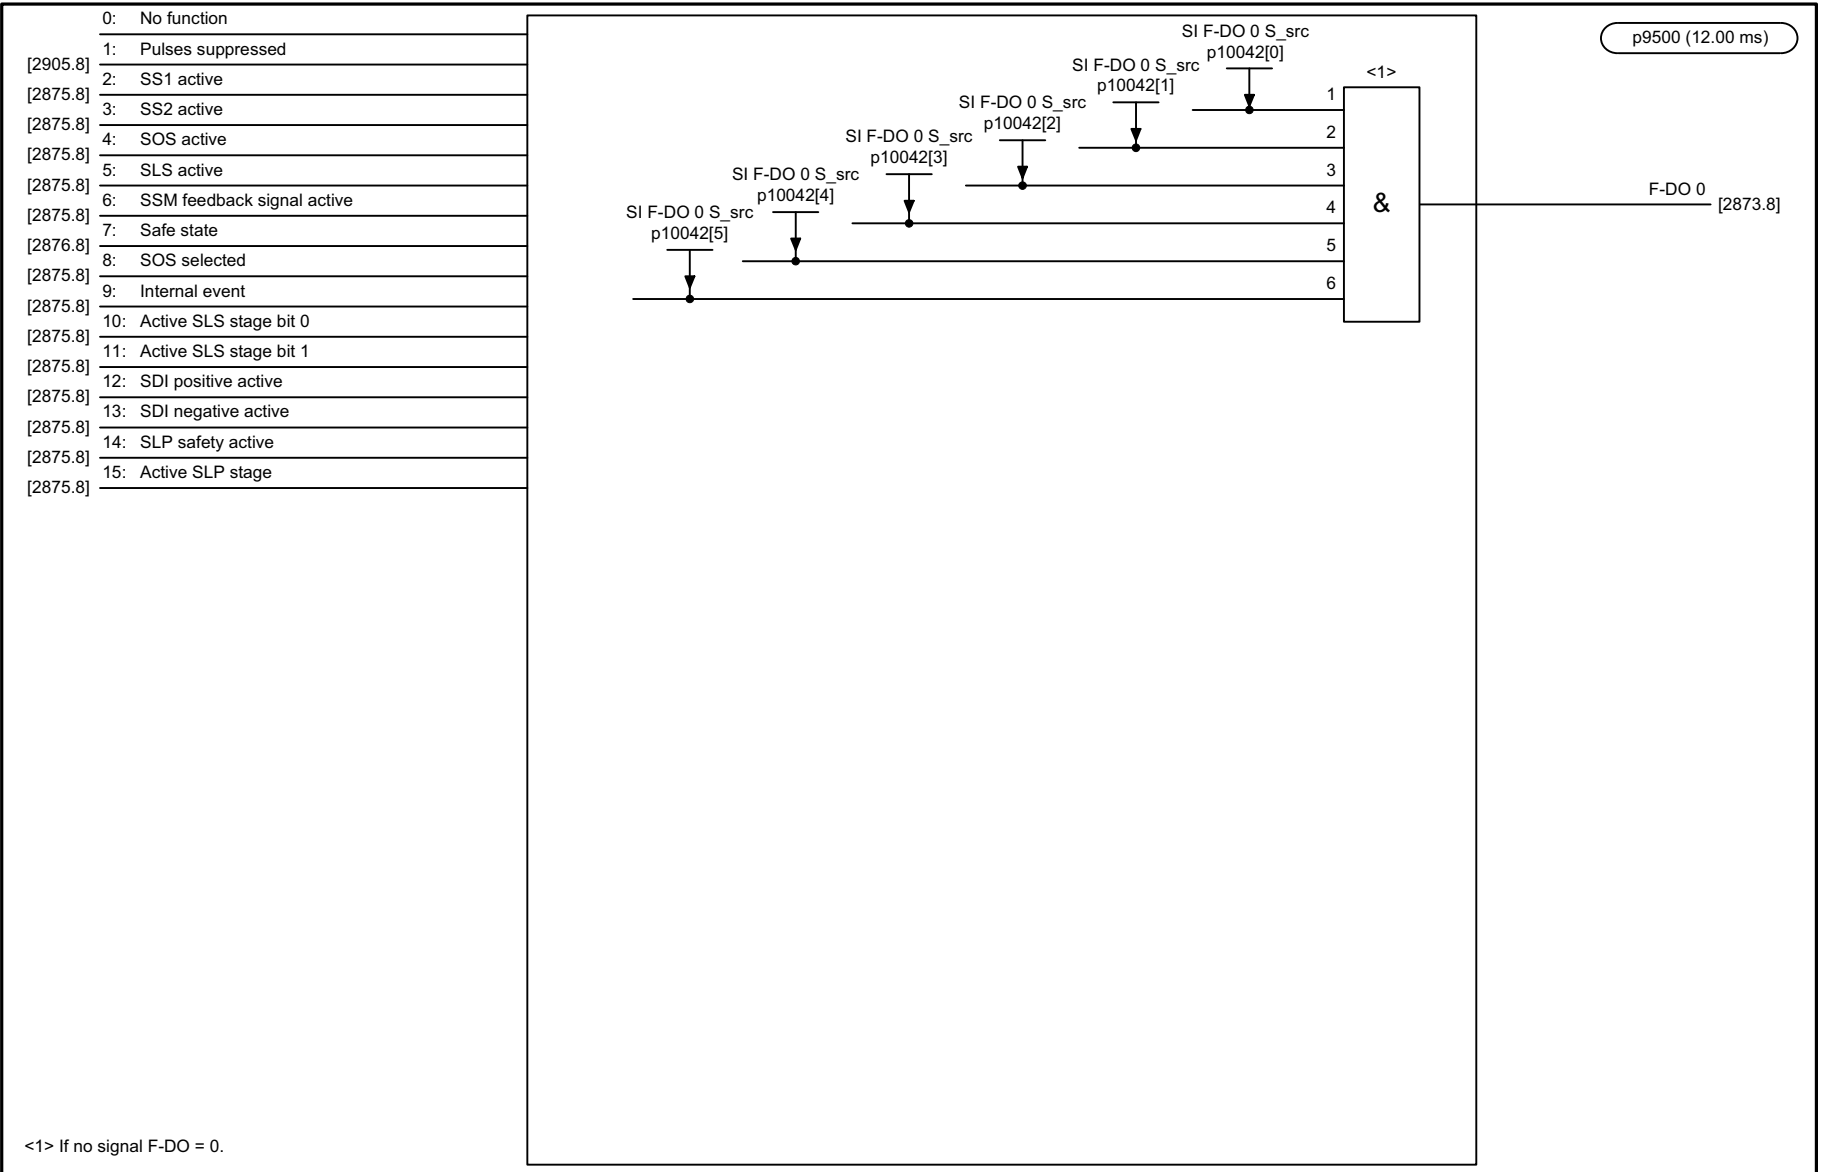 0: No function
1: Pulses suppressed
[2905.8]
2: SS1 active
[2875.8]
3: SS2 active
[2875.8]
4: SOS active
[2875.8]
5: SLS active
[2875.8]
6: SSM feedback signal active
[2875.8]
7: Safe state
[2876.8]
8: SOS selected
[2875.8]
9: Internal event
[2875.8]
10: Active SLS stage bit 0
[2875.8]
11: Active SLS stage bit 1
[2875.8]
12: SDI positive active
[2875.8]
13: SDI negative active
[2875.8]
14: SLP safety active
[2875.8]
15: Active SLP stage
[2875.8]
SI F-DO 0 S_src
p10042[0]
SI F-DO 0 S_src
p10042[1]
SI F-DO 0 S_src
p10042[2]
SI F-DO 0 S_src
p10042[3]
SI F-DO 0 S_src
p10042[4]
SI F-DO 0 S_src
p10042[5]
<1>
1
2
3
4
5
6
&
p9500 (12.00 ms)
F-DO 0
[2873.8]
<1> If no signal F-DO = 0.